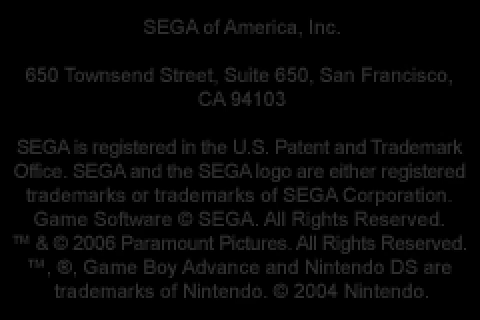 SEGA of America, Inc.
650 Townsend Street, Suite 650, San Francisco,
CA 94103
SEGA is registered in the U.S. Patent and Trademark
Office. SEGA and the SEGA logo are either registered
trademarks or trademarks of SEGA Corporation.
Game Software © SEGA. All Rights Reserved.
™ & © 2006 Paramount Pictures. All Rights Reserved.
™, ®, Game Boy Advance and Nintendo DS are
trademarks of Nintendo. © 2004 Nintendo.